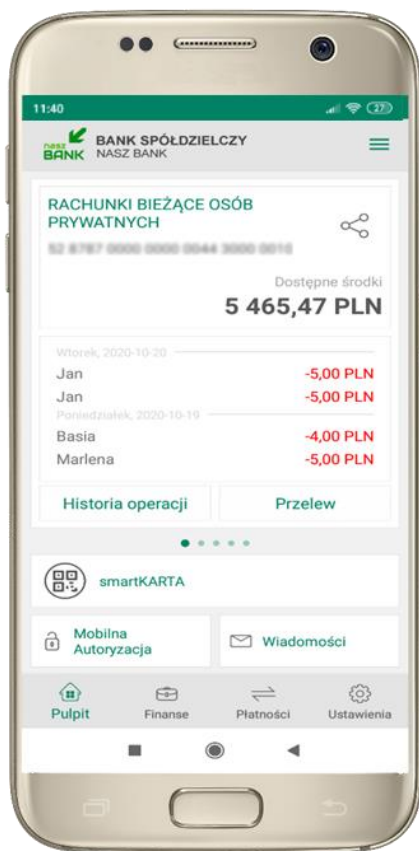 11:40
27
nasz BANK
BANK SPÓŁDZIELCZY
NASZ BANK
RACHUNKI BIEŻĄCE OSÓB
PRYWATNYCH
Dostępne środki
5 465,47 PLN
Wtorek, 2020-10-20
Jan -5,00 PLN
Jan -5,00 PLN
Poniedziałek, 2020-10-19
Basia -4,00 PLN
Marlena -5,00 PLN
Historia operacji Przelew
smartKARTA
Mobilna
Autoryzacja
Wiadomości
Pulpit Finanse Płatności Ustawienia